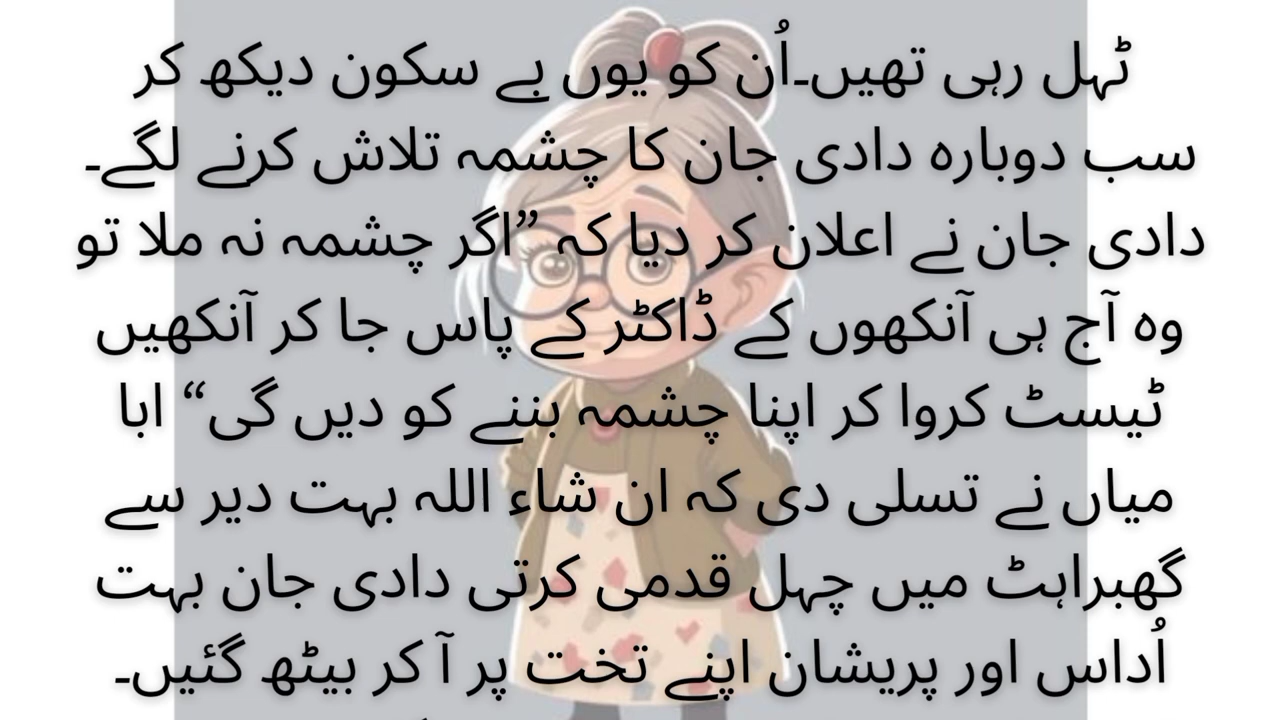 ٹہل رہی تھیں۔اُن کو یوں بے سکون دیکھ کر
سب دوبارہ دادی جان کا چشمہ تلاش کرنے لگے۔
دادی جان نے اعلان کر دیا کہ ”اگر چشمہ نہ ملا تو
وہ آج ہی آنکھوں کے ڈاکٹر کے پاس جا کر آنکھیں
ٹیسٹ کروا کر اپنا چشمہ بننے کو دیں گی“ ابا
میاں نے تسلی دی کہ ان شاء اللہ بہت دیر سے
گھبراہٹ میں چہل قدمی کرتی دادی جان بہت
اُداس اور پریشان اپنے تخت پر آ کر بیٹھ گئیں۔